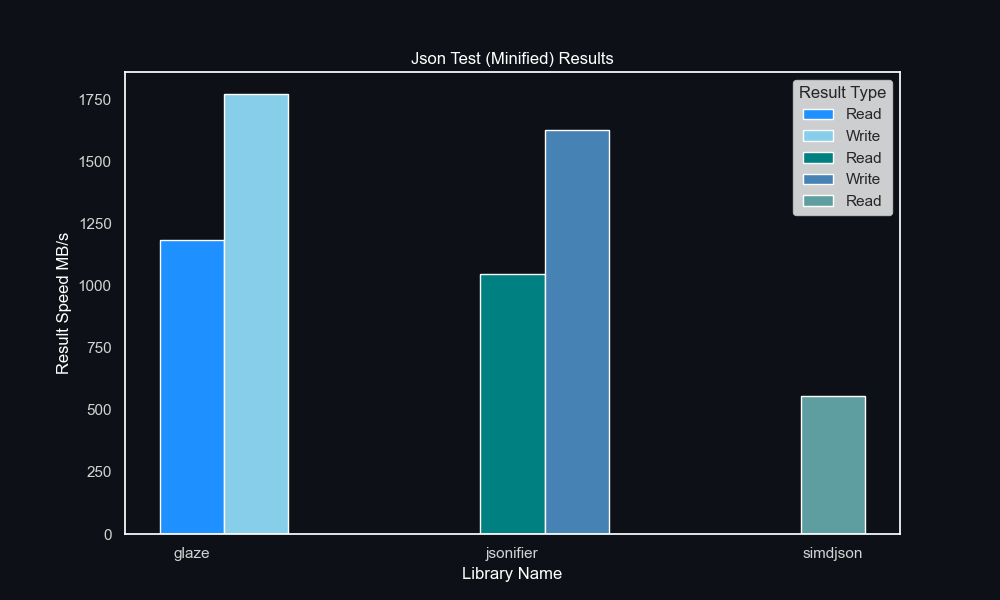 Json Test (Minified) Results
Result Type
Read
Write
Read
Write
Read
Result Speed MB/s
1750
1500
1250
1000
750
500
250
0
glaze jsonifier simdjson
Library Name